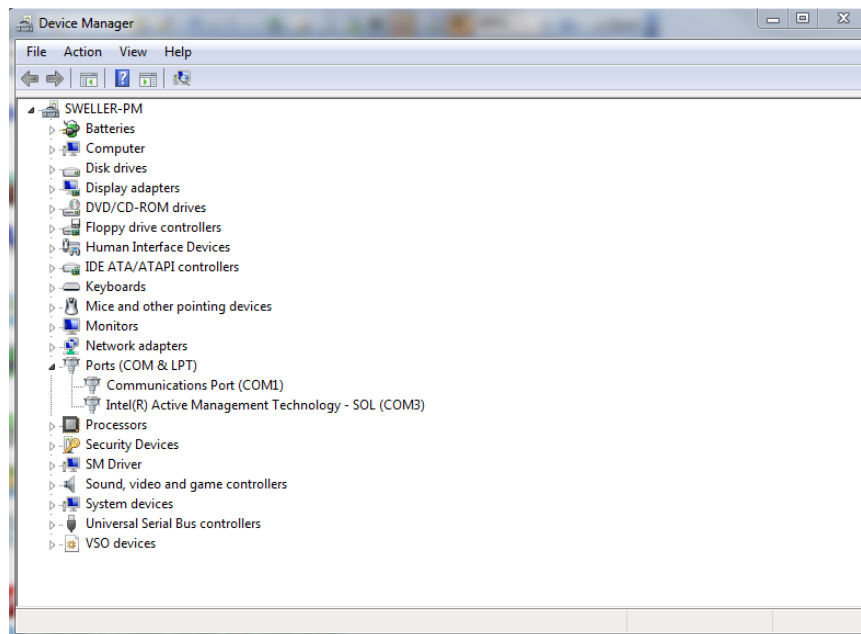 Device Manager
File Action View Help
SWELLER-PM
Batteries
Computer
Disk drives
Display adapters
DVD/CD-ROM drives
Floppy drive controllers
Human Interface Devices
IDE ATA/ATAPI controllers
Keyboards
Mice and other pointing devices
Monitors
Network adapters
Ports (COM & LPT)
Communications Port (COM1)
Intel(R) Active Management Technology - SOL (COM3)
Processors
Security Devices
SM Driver
Sound, video and game controllers
System devices
Universal Serial Bus controllers
VSO devices